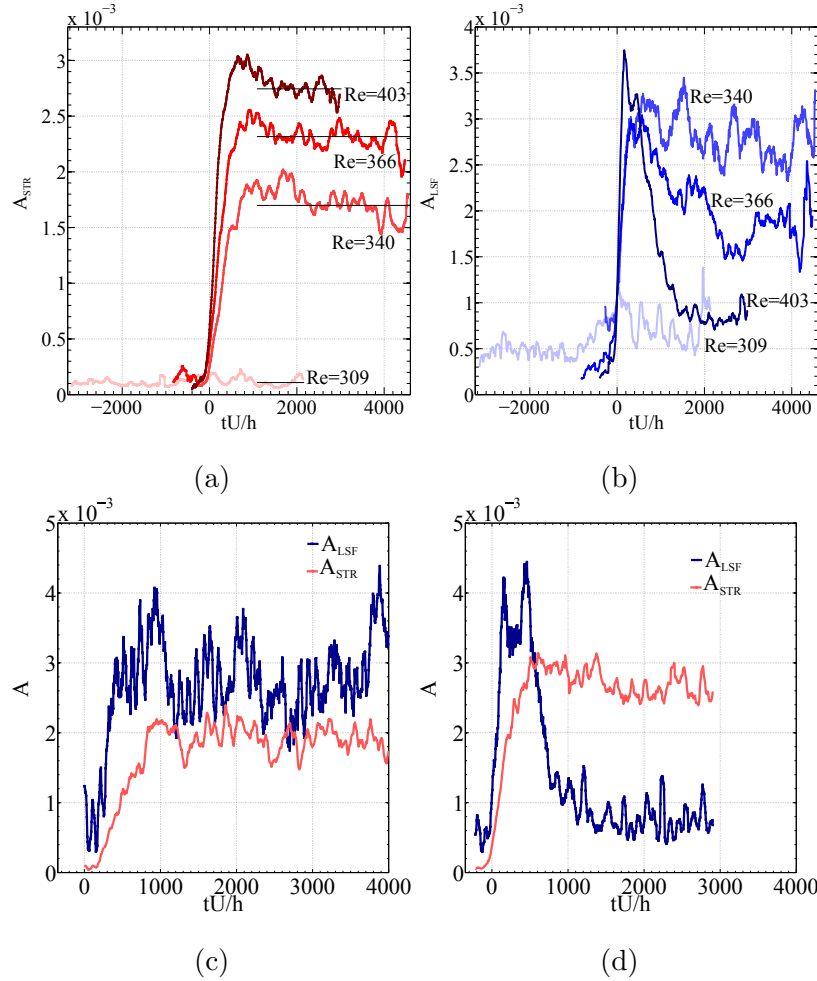 x 10⁻³
3
2.5
2
1.5
1
0.5
0
A_STR
Re=403
Re=366
Re=340
Re=309
−2000
0
2000
4000
tU/h
(a)
x 10⁻³
4
3.5
3
2.5
2
1.5
1
0.5
0
A_LSF
Re=340
Re=366
Re=403
Re=309
−2000
0
2000
4000
tU/h
(b)
x 10⁻³
5
4
3
2
1
0
A
A_LSF
A_STR
0
1000
2000
3000
4000
tU/h
(c)
x 10⁻³
5
4
3
2
1
0
A
A_LSF
A_STR
0
1000
2000
3000
4000
tU/h
(d)